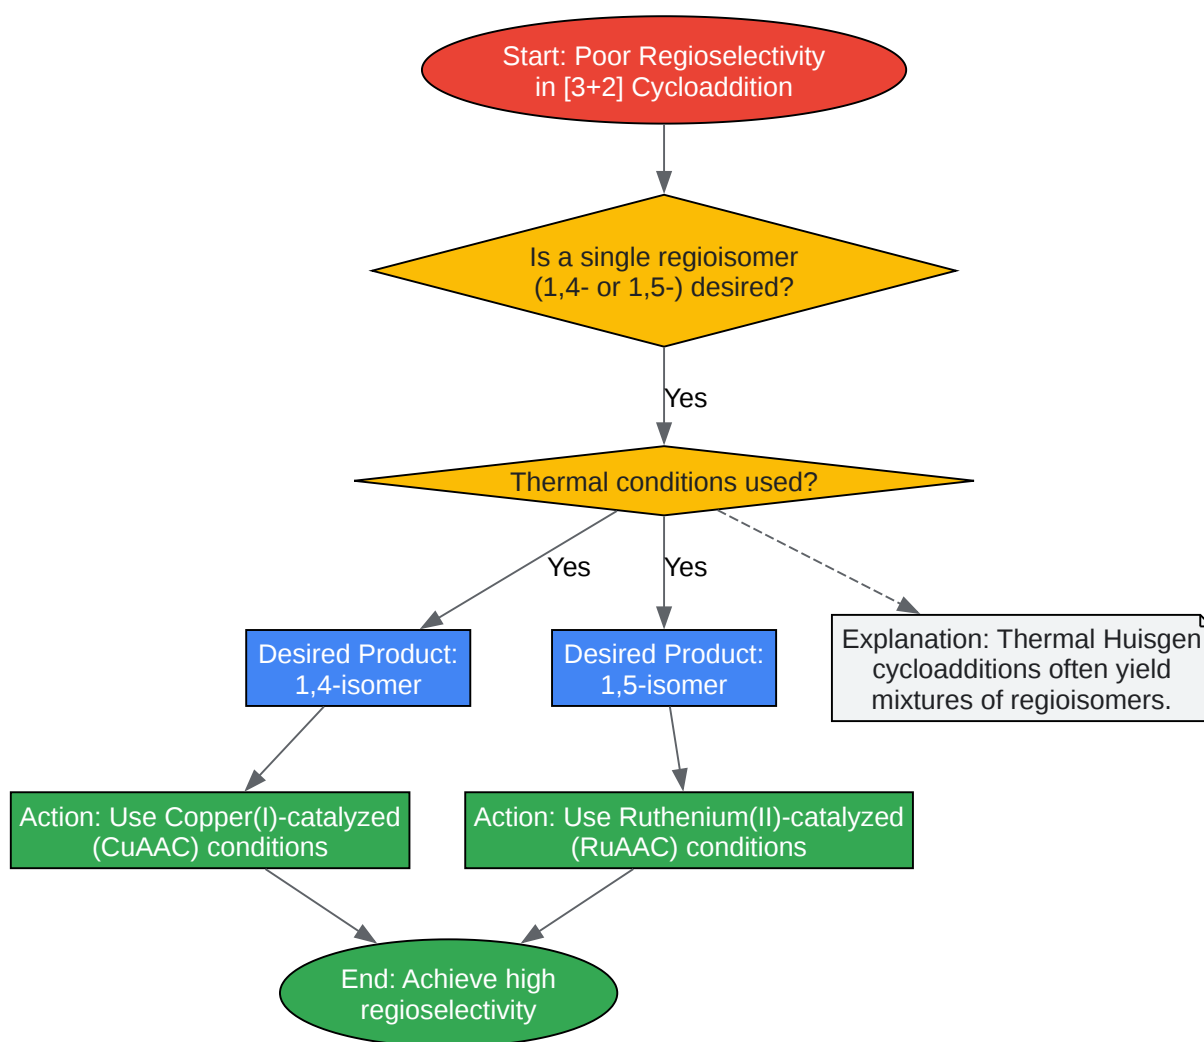 Start: Poor Regioselectivity
in [3+2] Cycloaddition
Is a single regioisomer
(1,4- or 1,5-) desired?
Yes
Thermal conditions used?
Yes
Yes
Desired Product:
1,4-isomer
Desired Product:
1,5-isomer
Explanation: Thermal Huisgen
cycloadditions often yield
mixtures of regioisomers.
Action: Use Copper(I)-catalyzed
(CuAAC) conditions
Action: Use Ruthenium(II)-catalyzed
(RuAAC) conditions
End: Achieve high
regioselectivity